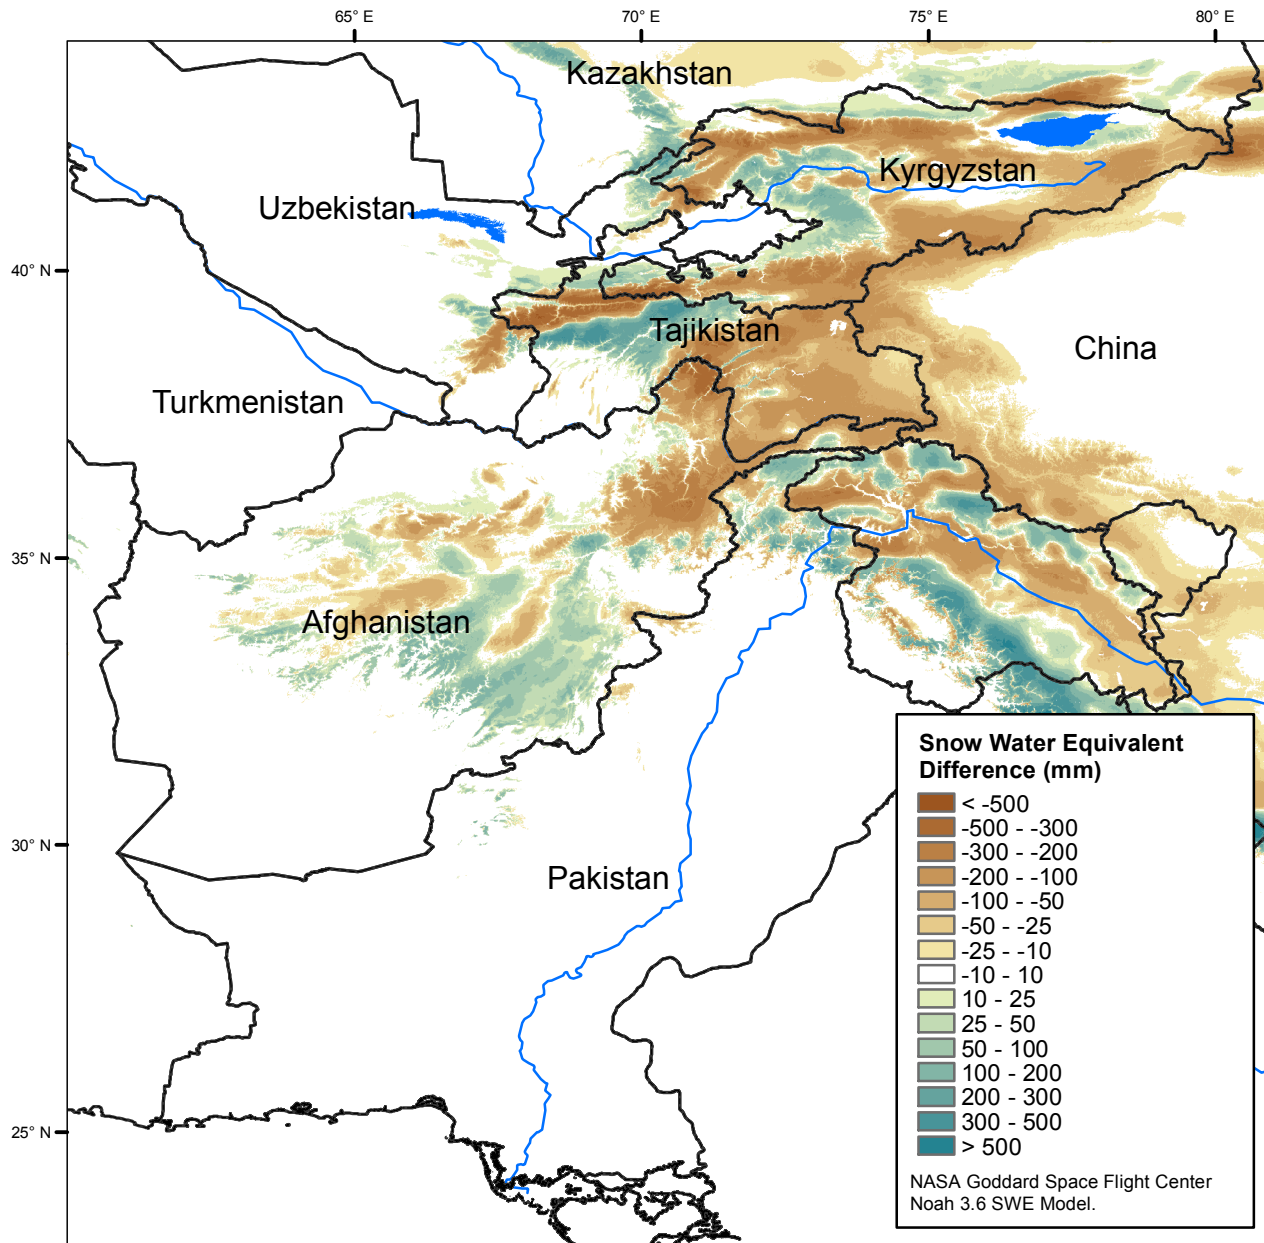 65° E
70° E
75° E
80° E
Kazakhstan
Kyrgyzstan
Uzbekistan
40° N
Tajikistan
China
Turkmenistan
35° N
Afghanistan
30° N
Pakistan
25° N
Snow Water Equivalent
Difference (mm)
< -500
-500 - -300
-300 - -200
-200 - -100
-100 - -50
-50 - -25
-25 - -10
-10 - 10
10 - 25
25 - 50
50 - 100
100 - 200
200 - 300
300 - 500
> 500
NASA Goddard Space Flight Center
Noah 3.6 SWE Model.